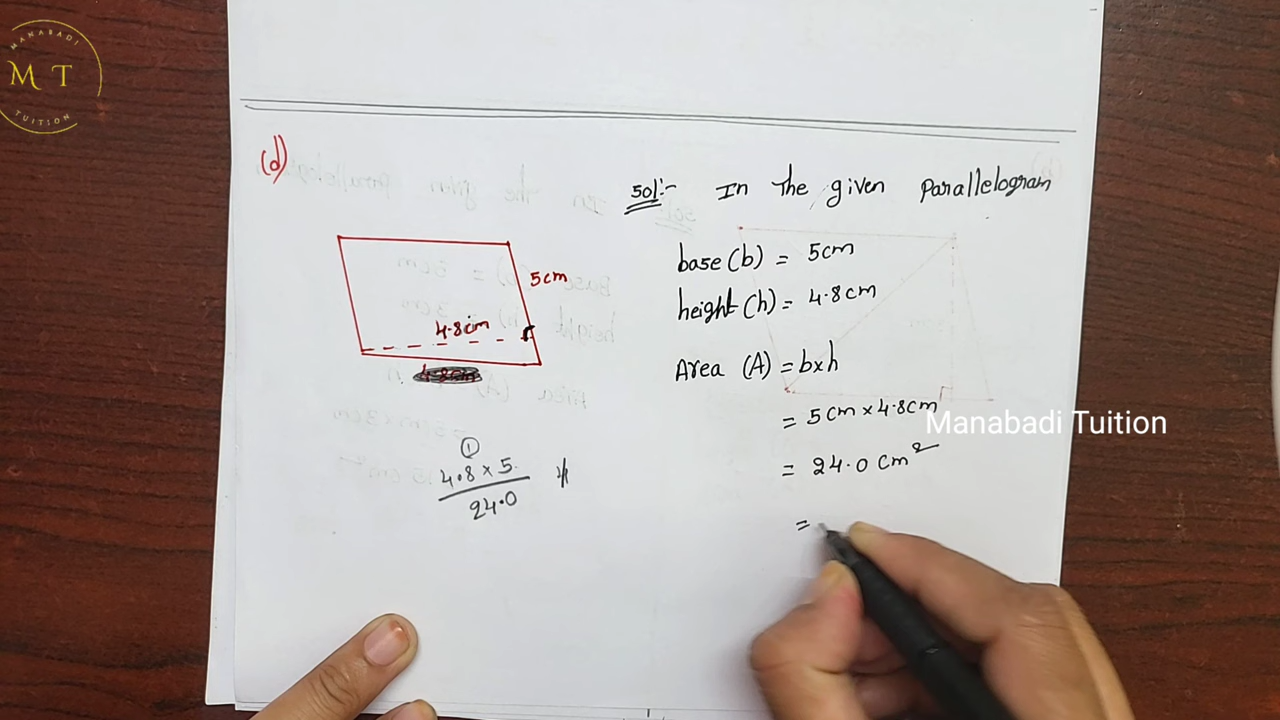 MANABADI
M T
TUITION
(d)
Sol:- In the given parallelogram
base (b) = 5cm
height (h) = 4.8cm
Area (A) = b×h
= 5cm × 4.8cm
= 24.0 cm²
=
5cm
4.8cm
①
4.8 × 5
24.0
Manabadi Tuition